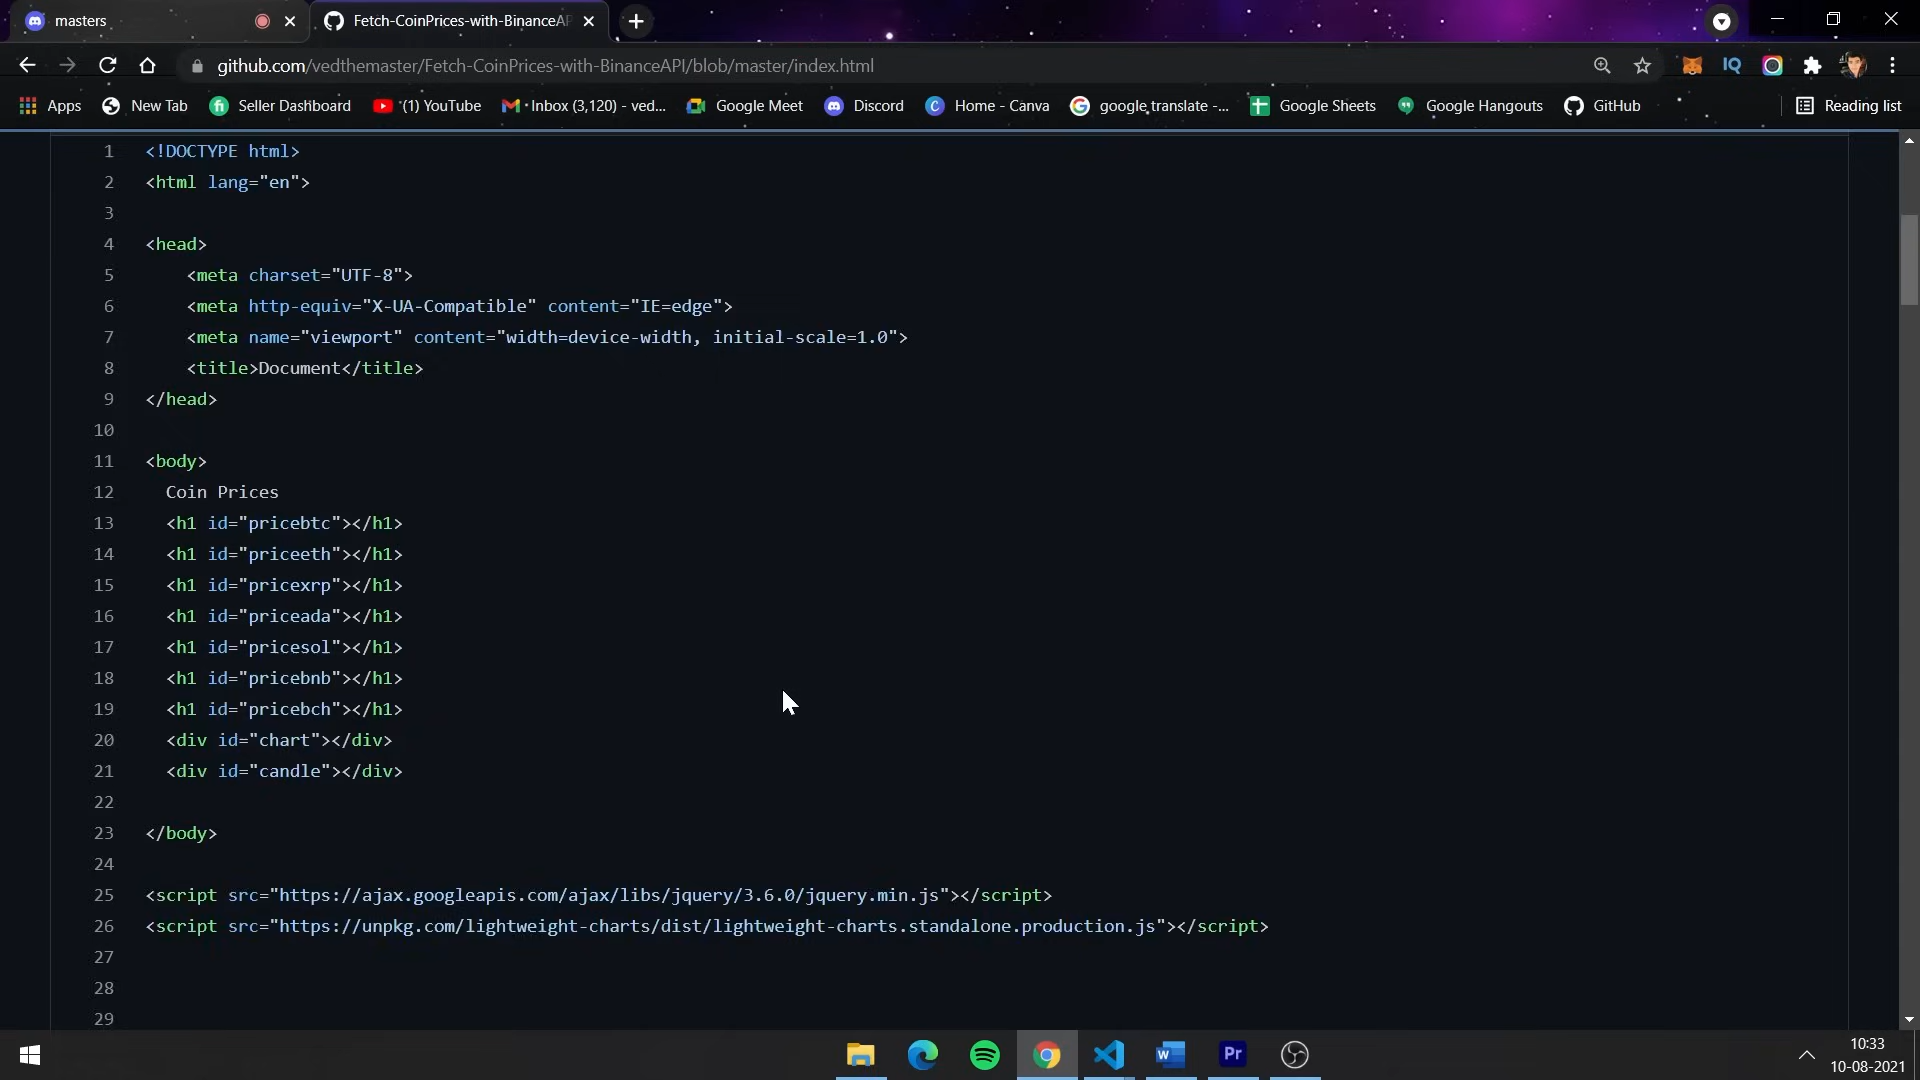 masters
Fetch-CoinPrices-with-BinanceAP
github.com/vedthemaster/Fetch-CoinPrices-with-BinanceAPI/blob/master/index.html
IQ
Apps New Tab Seller Dashboard (1) YouTube Inbox (3,120) - ved... Google Meet Discord Home - Canva google translate -... Google Sheets Google Hangouts GitHub Reading list
1 <!DOCTYPE html>
2 <html lang="en">
3
4 <head>
5 <meta charset="UTF-8">
6 <meta http-equiv="X-UA-Compatible" content="IE=edge">
7 <meta name="viewport" content="width=device-width, initial-scale=1.0">
8 <title>Document</title>
9 </head>
10
11 <body>
12 Coin Prices
13 <h1 id="pricebtc"></h1>
14 <h1 id="priceeth"></h1>
15 <h1 id="pricexrp"></h1>
16 <h1 id="priceada"></h1>
17 <h1 id="pricesol"></h1>
18 <h1 id="pricebnb"></h1>
19 <h1 id="pricebch"></h1>
20 <div id="chart"></div>
21 <div id="candle"></div>
22
23 </body>
24
25 <script src="https://ajax.googleapis.com/ajax/libs/jquery/3.6.0/jquery.min.js"></script>
26 <script src="https://unpkg.com/lightweight-charts/dist/lightweight-charts.standalone.production.js"></script>
27
28
29
Pr
10:33
10-08-2021